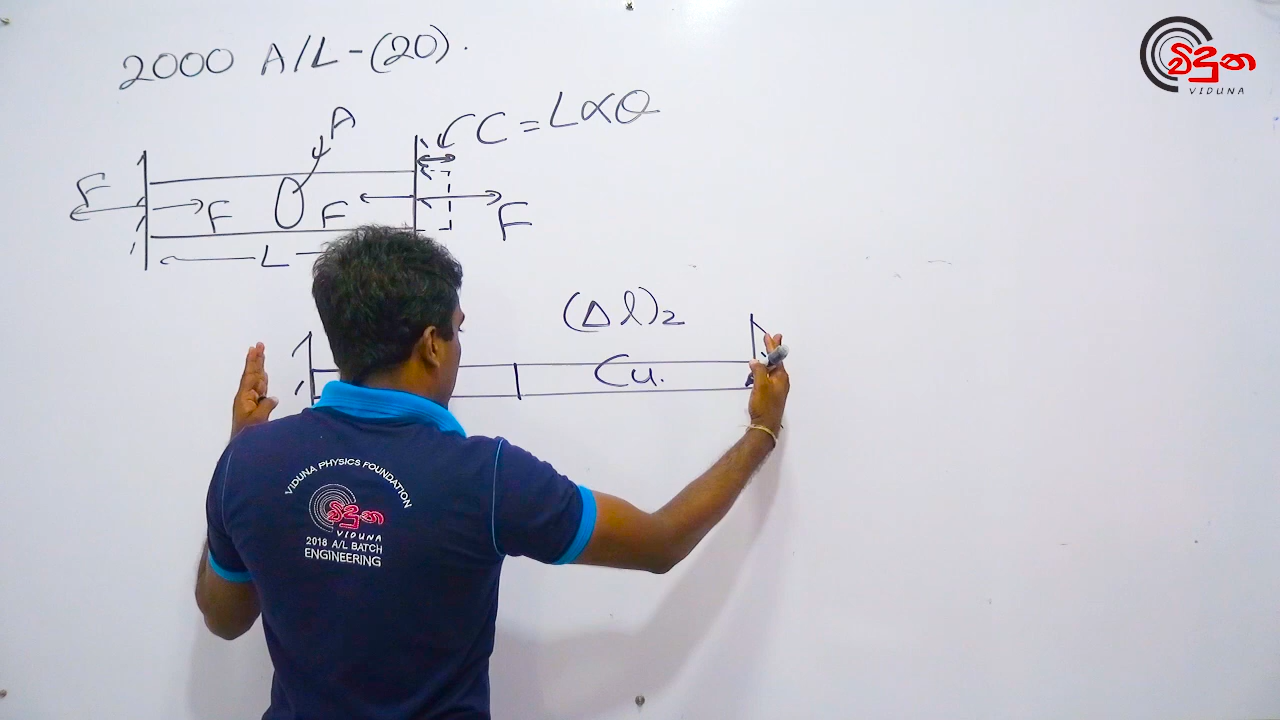 2000 A/L - (20).
A
C = Lαθ
F
F
F
F
L
(Δl)₂
Cu.
විදුන
VIDUNA
VIDUNA PHYSICS FOUNDATION
විදුන
VIDUNA
2018 A/L BATCH
ENGINEERING